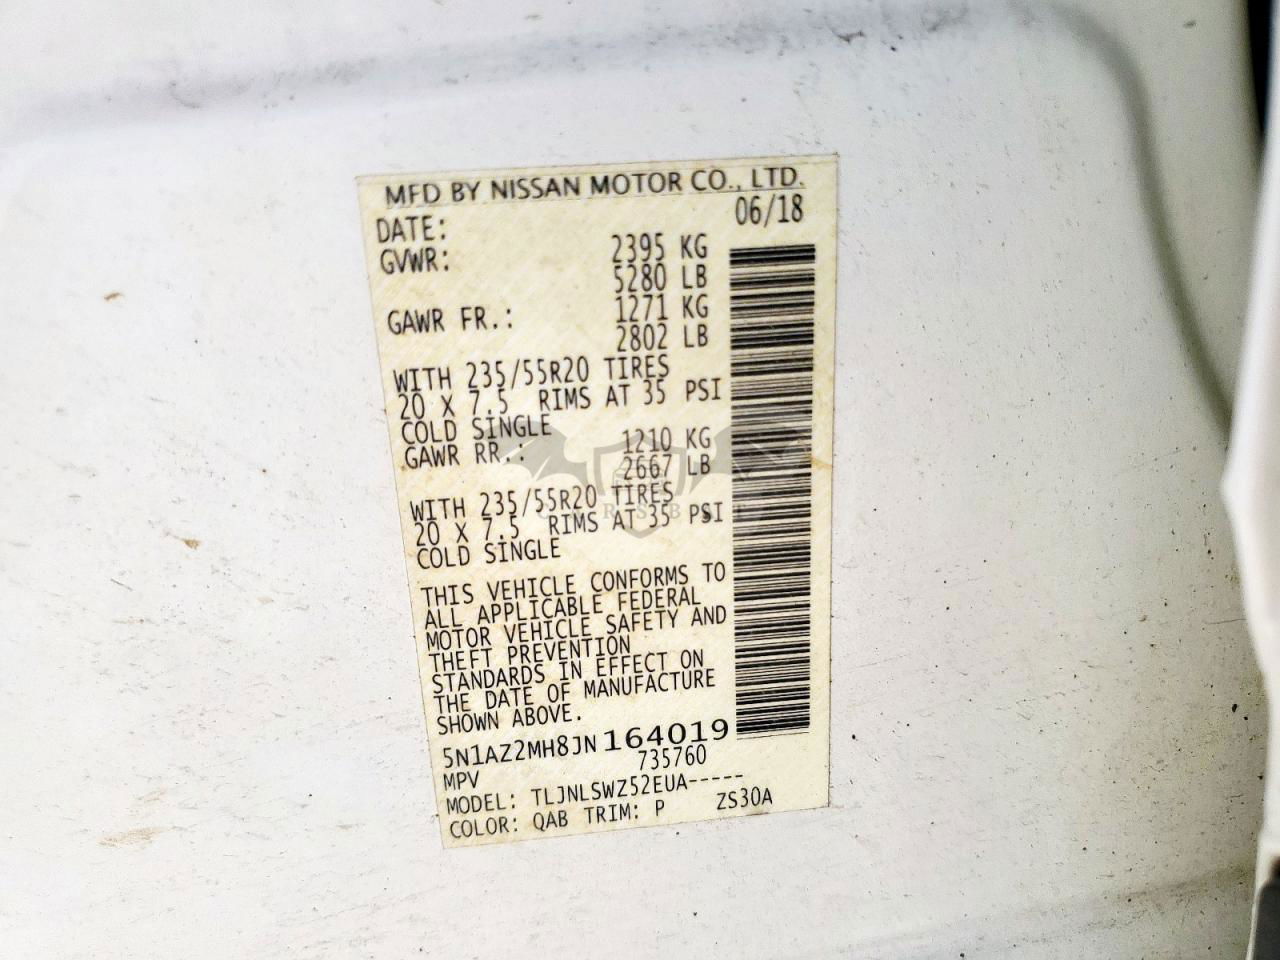 MFD BY NISSAN MOTOR CO., LTD.
DATE: 06/18
GVWR: 2395 KG
5280 LB
GAWR FR.: 1271 KG
2802 LB
WITH 235/55R20 TIRES
20 X 7.5 RIMS AT 35 PSI
COLD SINGLE
GAWR RR.: 1210 KG
2667 LB
WITH 235/55R20 TIRES
20 X 7.5 RIMS AT 35 PSI
COLD SINGLE
THIS VEHICLE CONFORMS TO
ALL APPLICABLE FEDERAL
MOTOR VEHICLE SAFETY AND
THEFT PREVENTION
STANDARDS IN EFFECT ON
THE DATE OF MANUFACTURE
SHOWN ABOVE.
5N1AZ2MH8JN164019
MPV 735760
MODEL: TLJNLSWZ52EUA-----
COLOR: QAB TRIM: P ZS30A